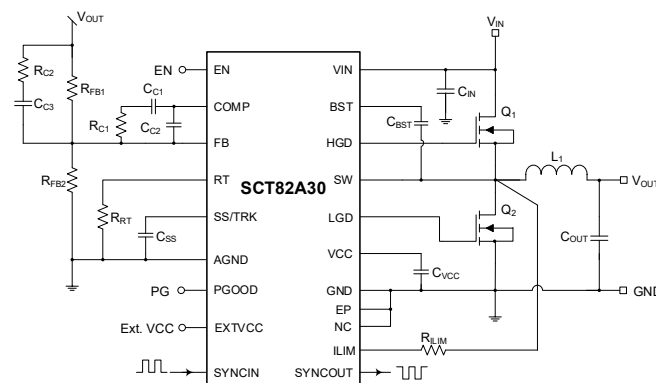 VOUT
VIN
RC2
CC3
RFB1
RFB2
EN
EN
CC1
COMP
CC2
RC1
FB
RT
RRT
SS/TRK
CSS
AGND
PG
PGOOD
Ext. VCC
EXTVCC
SYNCIN
SCT82A30
VIN
CIN
BST
CBST
Q1
HGD
SW
L1
VOUT
LGD
Q2
COUT
VCC
CVCC
GND
GND
EP
NC
RILIM
ILIM
SYNCOUT